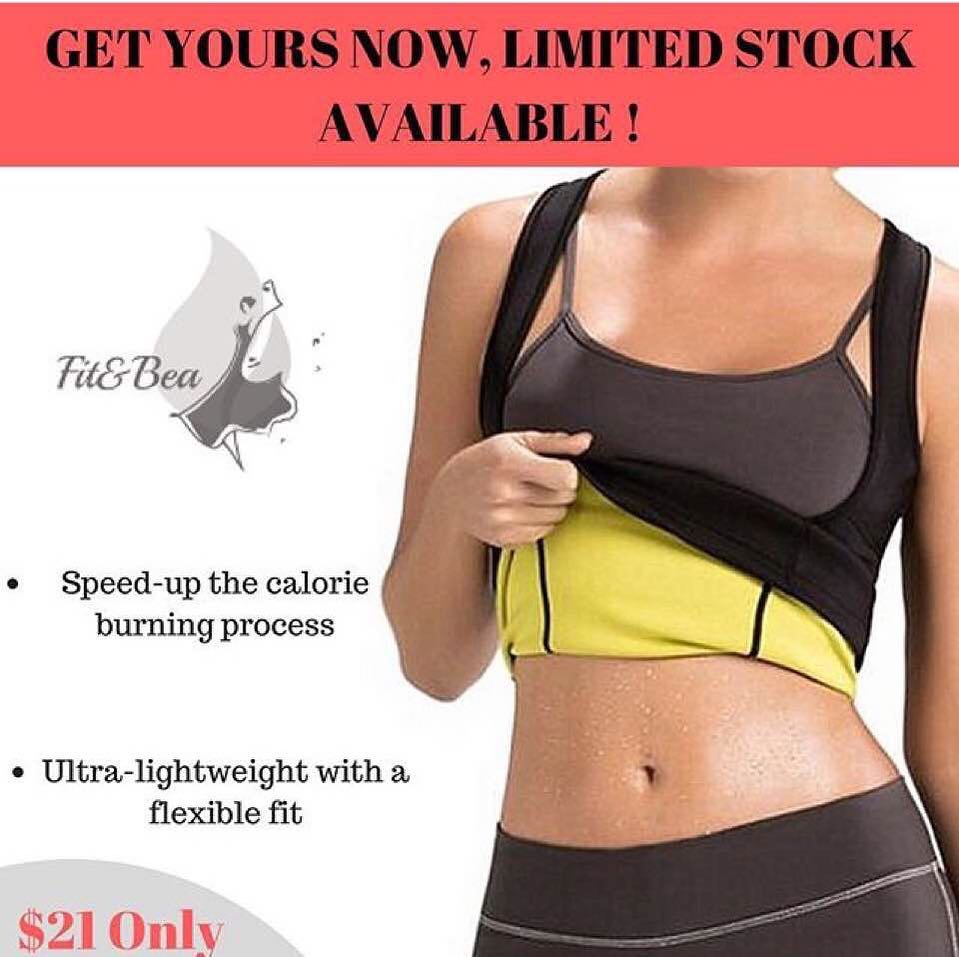 GET YOURS NOW, LIMITED STOCK
AVAILABLE !
Fit&Bea
• Speed-up the calorie
burning process
• Ultra-lightweight with a
flexible fit
$21 Only